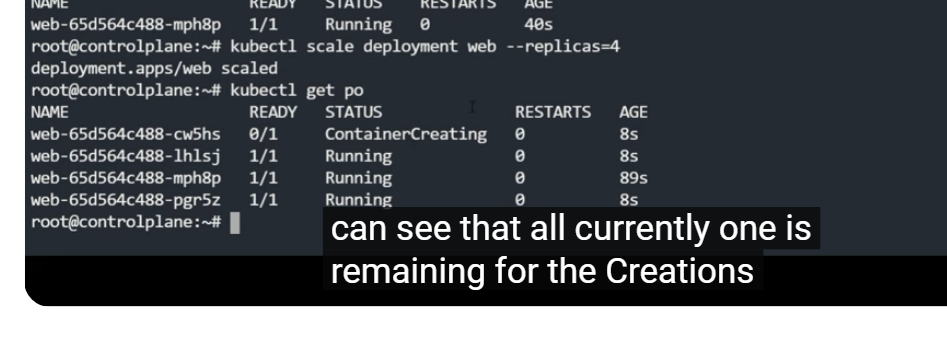 NAME READY STATUS RESTARTS AGE
web-65d564c488-mph8p 1/1 Running 0 40s
root@controlplane:~# kubectl scale deployment web --replicas=4
deployment.apps/web scaled
root@controlplane:~# kubectl get po
NAME READY STATUS RESTARTS AGE
web-65d564c488-cw5hs 0/1 ContainerCreating 0 8s
web-65d564c488-lhlsj 1/1 Running 0 8s
web-65d564c488-mph8p 1/1 Running 0 89s
web-65d564c488-pgr5z 1/1 Running 0 8s
root@controlplane:~#
can see that all currently one is
remaining for the Creations